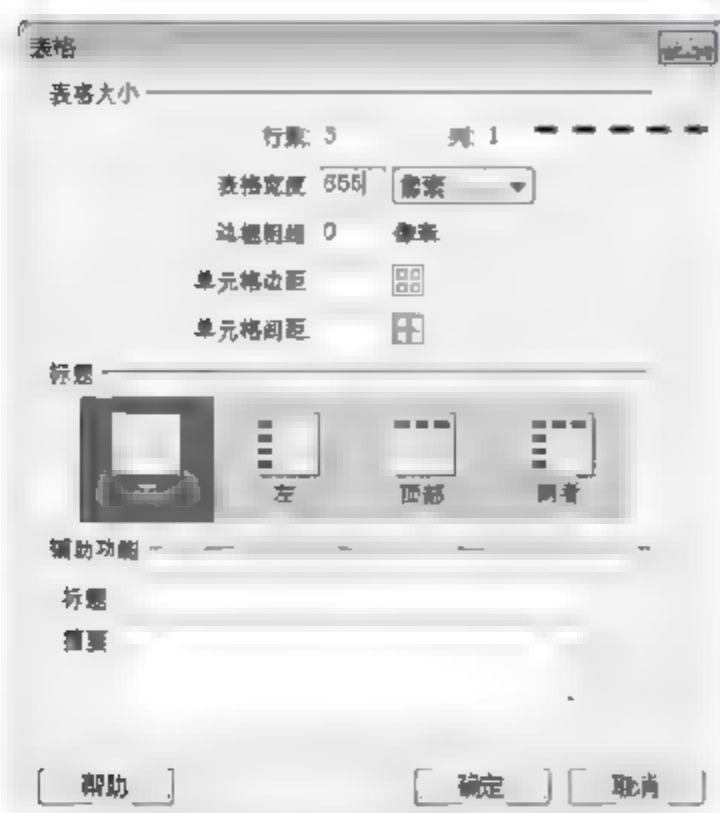 表格
表格大小
行数: 3 列: 1
表格宽度 655 像素
边框粗细 0 像素
单元格边距
单元格间距
标题
左 顶部 两者
辅助功能
标题
摘要
帮助 确定 取消